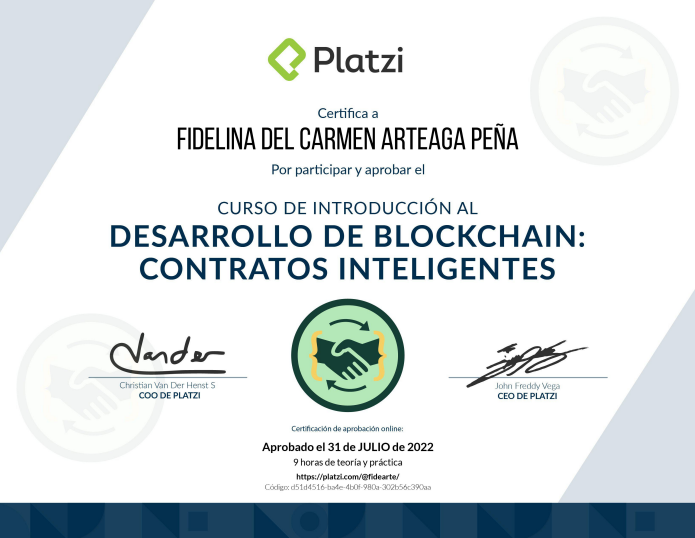 Platzi
Certifica a
FIDELINA DEL CARMEN ARTEAGA PEÑA
Por participar y aprobar el
CURSO DE INTRODUCCIÓN AL
DESARROLLO DE BLOCKCHAIN:
CONTRATOS INTELIGENTES
Vander
Christian Van Der Henst S
COO DE PLATZI
John Freddy Vega
CEO DE PLATZI
Certificación de aprobación online:
Aprobado el 31 de JULIO de 2022
9 horas de teoría y práctica
https://platzi.com/@fidearte/
Código: d51d4516-ba4e-4b0f-980a-302b56c390aa